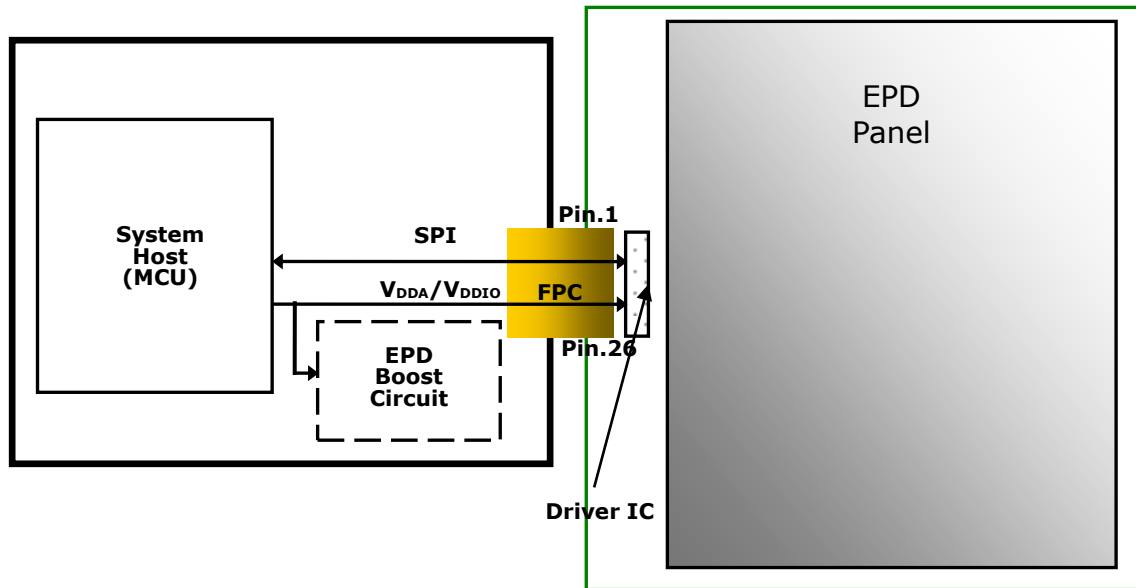 EPD
Panel
Pin.1
System
Host
(MCU)
SPI
VDDA/VDDIO
FPC
Pin.26
EPD
Boost
Circuit
Driver IC